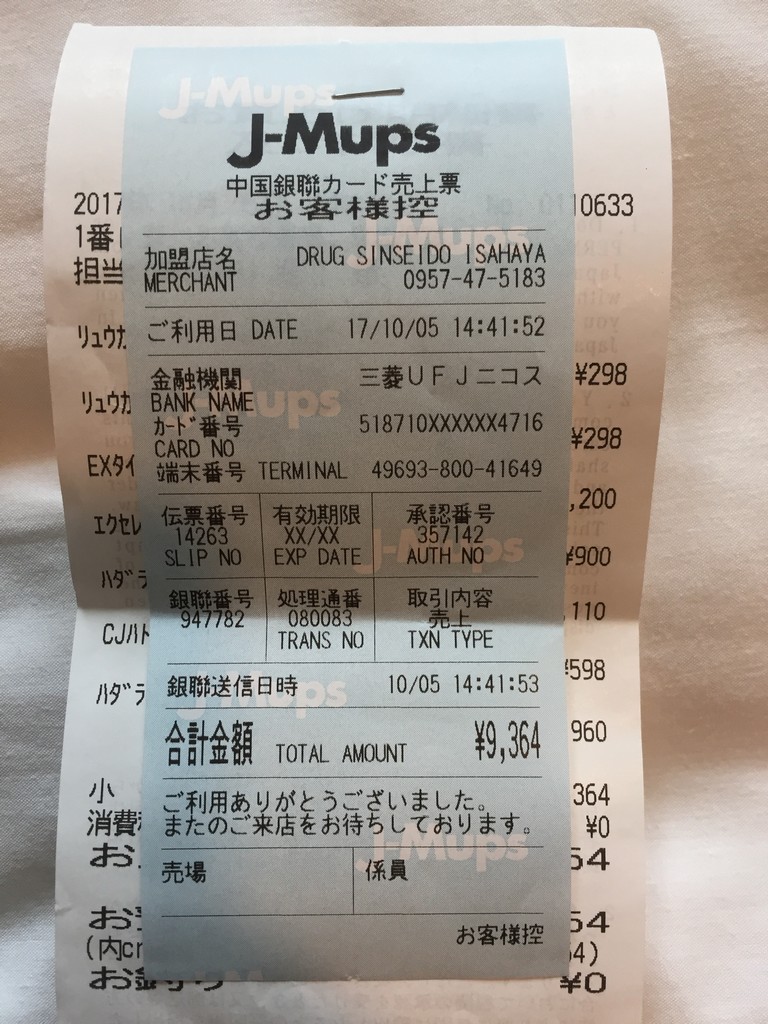 J-Mups
中国銀聯カード売上票
お客様控
2017
10633
1番
担当
加盟店名 DRUG SINSEIDO ISAHAYA
MERCHANT 0957-47-5183
ご利用日 DATE 17/10/05 14:41:52
リュウカ
金融機関 三菱UFJニコス ¥298
BANK NAME
リュウカ
カード番号 518710XXXXXX4716 ¥298
CARD NO
EXタイ
端末番号 TERMINAL 49693-800-41649
,200
伝票番号 有効期限 承認番号
14263 XX/XX 357142
SLIP NO EXP DATE AUTH NO
エクセレ
¥900
ハダラ
銀聯番号 処理通番 取引内容 110
947782 080083 売上
TRANS NO TXN TYPE
CJハト
¥598
銀聯送信日時 10/05 14:41:53
ハダラ
合計金額 TOTAL AMOUNT ¥9,364
960
小 364
ご利用ありがとうございました。
またのご来店をお待ちしております。
消費 ¥0
お 64
売場 係員
お 64
お客様控
(内cr 64)
お釣り ¥0